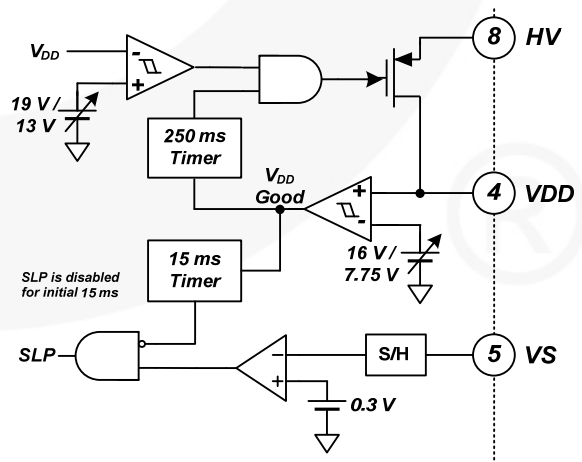 8 HV
VDD
- 
+
19 V /
13 V
250 ms
Timer
VDD
Good
+
-
4 VDD
16 V /
7.75 V
15 ms
Timer
SLP is disabled
for initial 15 ms
SLP
-
+
S/H
5 VS
0.3 V
®